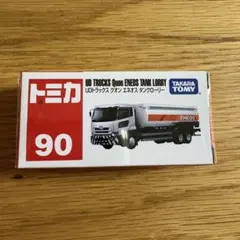 トミカ
90
UD TRUCKS Quon ENEOS TANK LORRY
UDトラックス クオン エネオス タンクローリー
TAKARA
TOMY
ENEOS